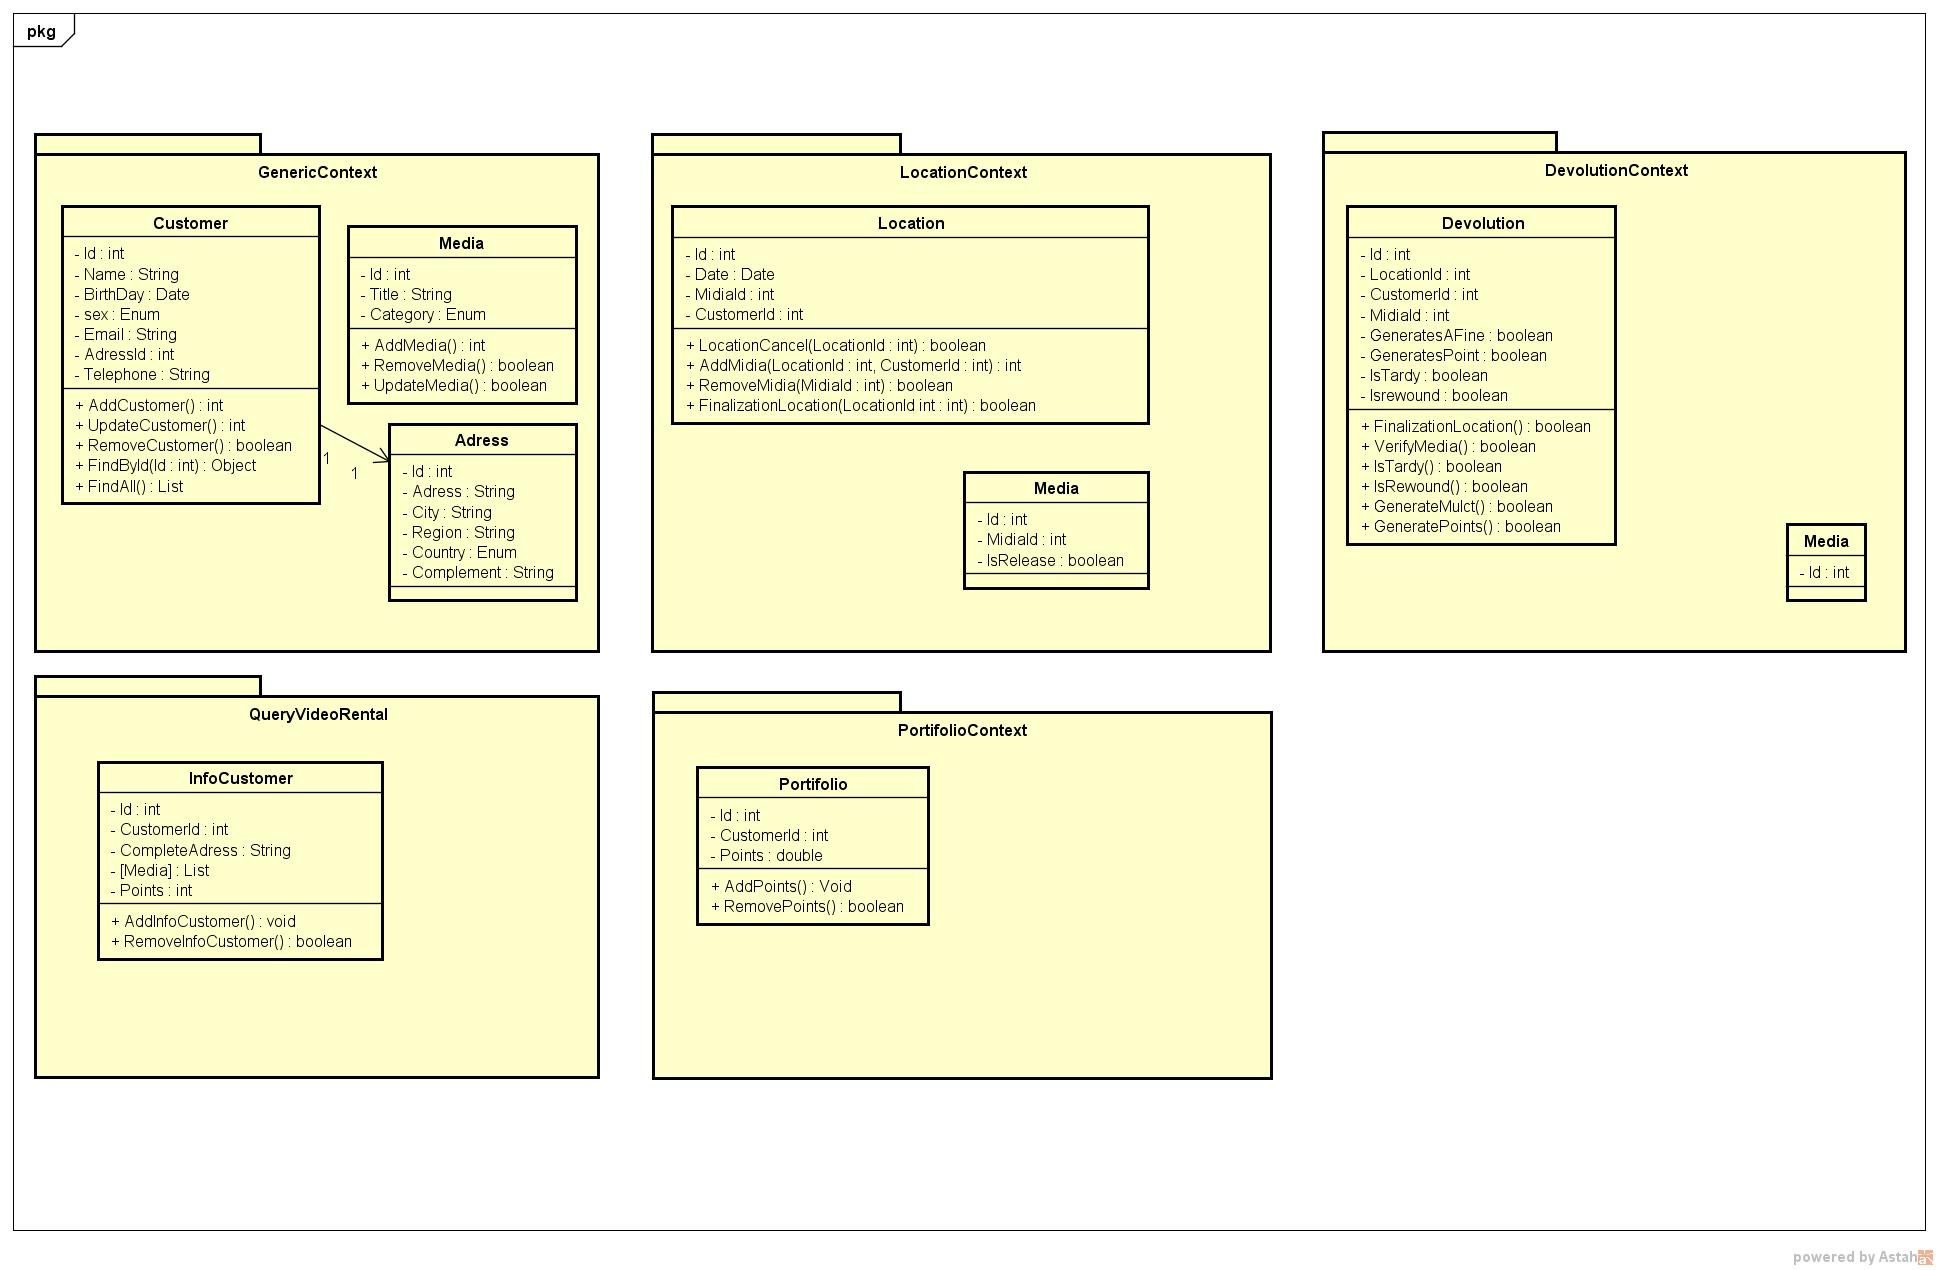 pkg
GenericContext
Customer
- Id : int
- Name : String
- BirthDay : Date
- sex : Enum
- Email : String
- AdressId : int
- Telephone : String
+ AddCustomer() : int
+ UpdateCustomer() : int
+ RemoveCustomer() : boolean
+ FindById(Id : int) : Object
+ FindAll() : List
Media
- Id : int
- Title : String
- Category : Enum
+ AddMedia() : int
+ RemoveMedia() : boolean
+ UpdateMedia() : boolean
1
1
Adress
- Id : int
- Adress : String
- City : String
- Region : String
- Country : Enum
- Complement : String
LocationContext
Location
- Id : int
- Date : Date
- MidiaId : int
- CustomerId : int
+ LocationCancel(LocationId : int) : boolean
+ AddMidia(LocationId : int, CustomerId : int) : int
+ RemoveMidia(MidiaId : int) : boolean
+ FinalizationLocation(LocationId int : int) : boolean
Media
- Id : int
- MidiaId : int
- IsRelease : boolean
DevolutionContext
Devolution
- Id : int
- LocationId : int
- CustomerId : int
- MidiaId : int
- GeneratesAFine : boolean
- GeneratesPoint : boolean
- IsTardy : boolean
- Isrewound : boolean
+ FinalizationLocation() : boolean
+ VerifyMedia() : boolean
+ IsTardy() : boolean
+ IsRewound() : boolean
+ GenerateMulct() : boolean
+ GeneratePoints() : boolean
Media
- Id : int
QueryVideoRental
InfoCustomer
- Id : int
- CustomerId : int
- CompleteAdress : String
- [Media] : List
- Points : int
+ AddInfoCustomer() : void
+ RemoveInfoCustomer() : boolean
PortifolioContext
Portifolio
- Id : int
- CustomerId : int
- Points : double
+ AddPoints() : Void
+ RemovePoints() : boolean
powered by Astah